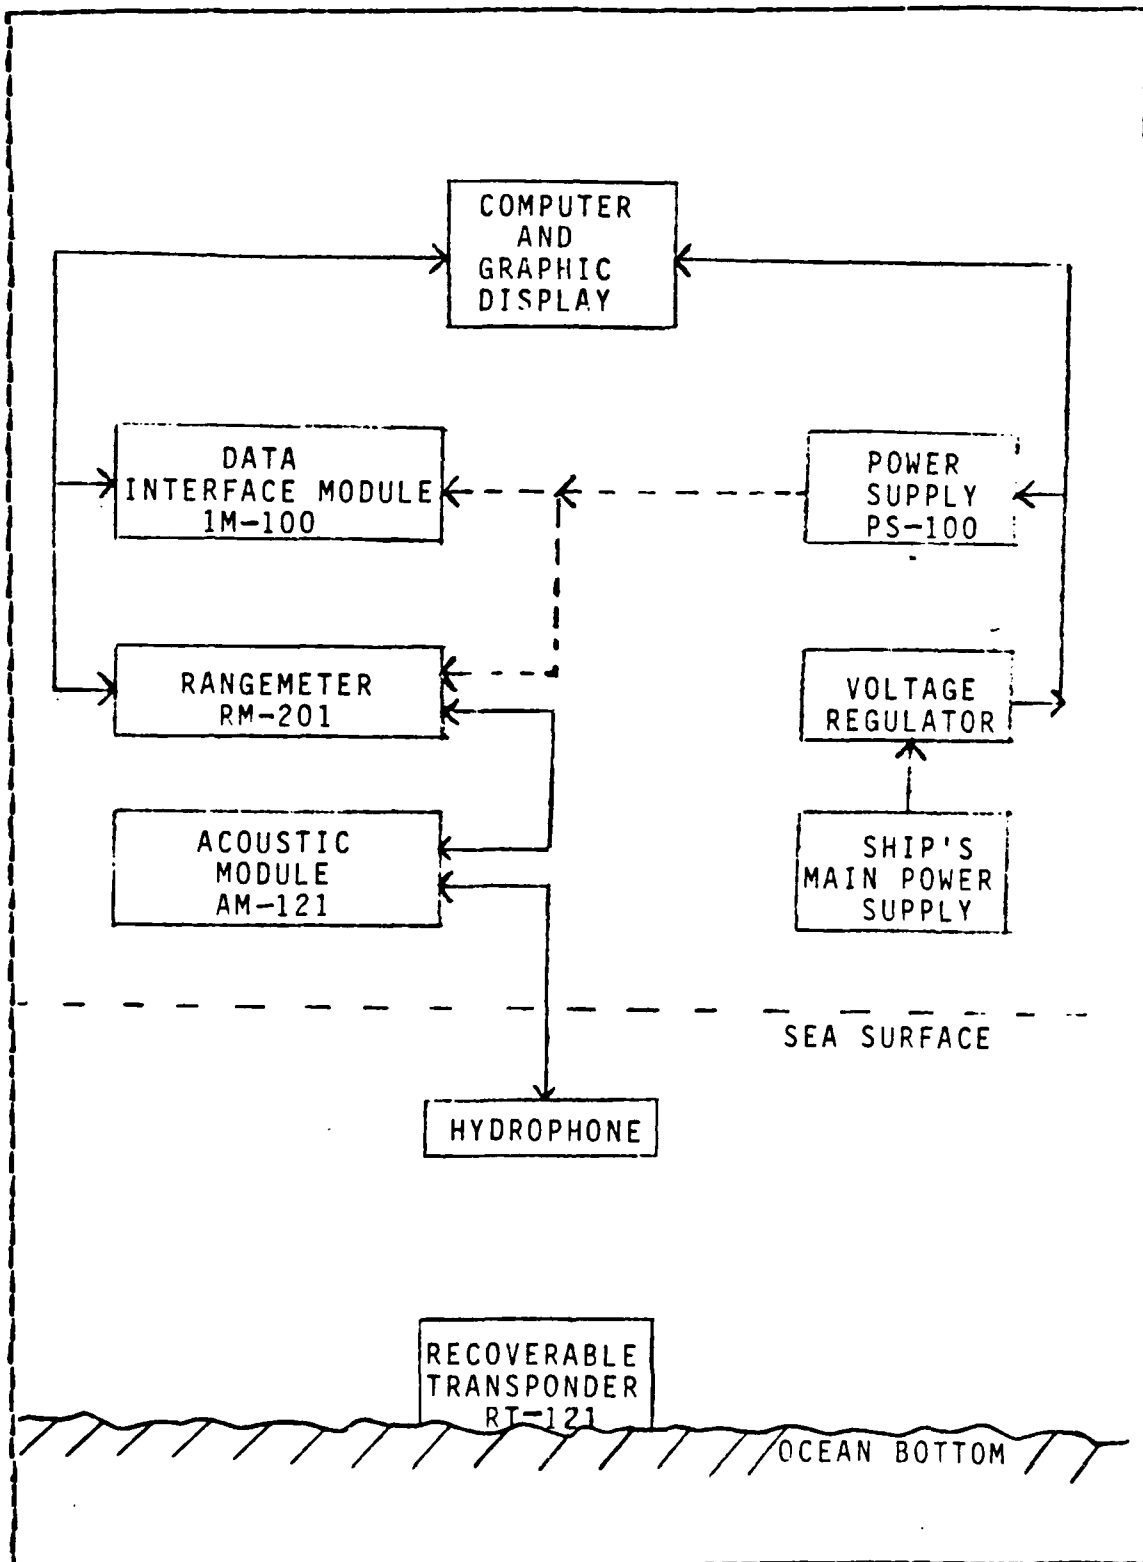 COMPUTER
AND
GRAPHIC
DISPLAY
DATA
INTERFACE MODULE
1M-100
POWER
SUPPLY
PS-100
RANGEMETER
RM-201
VOLTAGE
REGULATOR
ACOUSTIC
MODULE
AM-121
SHIP'S
MAIN POWER
SUPPLY
SEA SURFACE
HYDROPHONE
RECOVERABLE
TRANSPONDER
RT-121
OCEAN BOTTOM